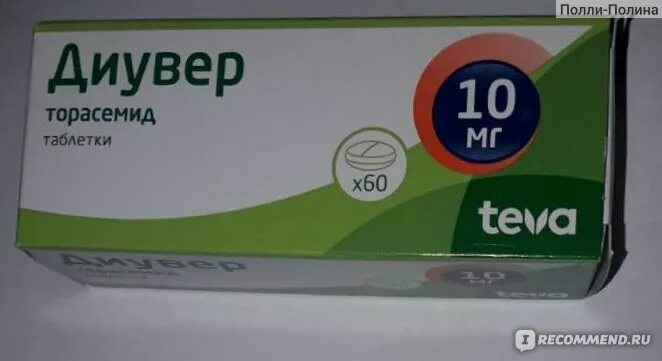 Полли-Полина
Диувер
торасемид
таблетки
10
мг
x60
teva
Диувер
торасемид
10
мг
teva
I RECOMMEND.RU